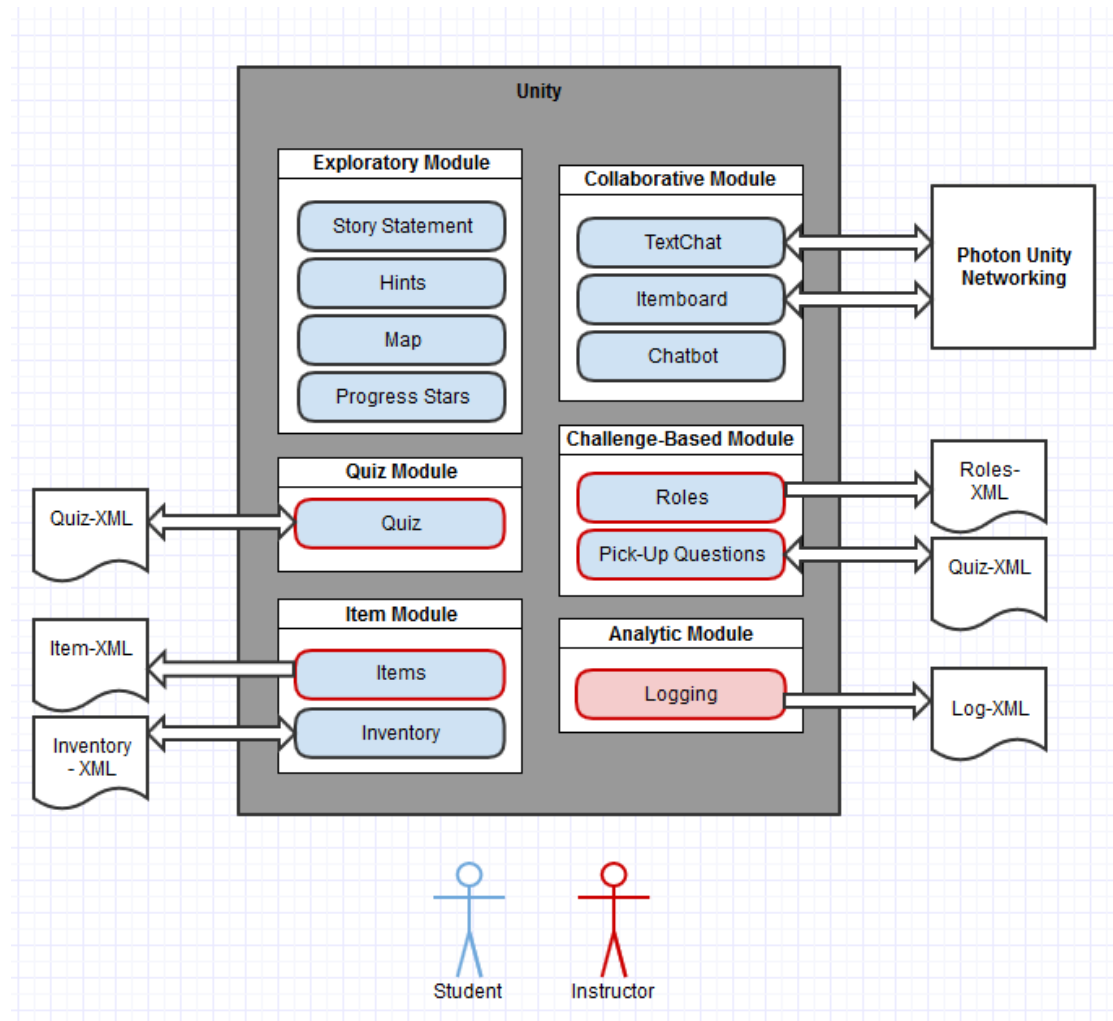 Unity
Exploratory Module
Story Statement
Hints
Map
Progress Stars
Collaborative Module
TextChat
Itemboard
Chatbot
Photon Unity
Networking
Quiz Module
Quiz
Quiz-XML
Challenge-Based Module
Roles
Pick-Up Questions
Roles-
XML
Quiz-XML
Item Module
Items
Inventory
Item-XML
Inventory
- XML
Analytic Module
Logging
Log-XML
Student
Instructor